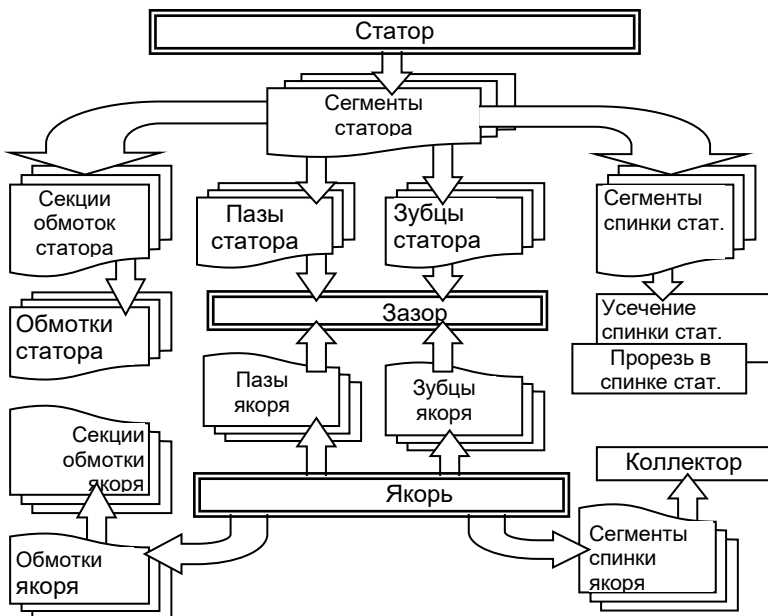 Статор
Сегменты
статора
Секции
обмоток
статора
Пазы
статора
Зубцы
статора
Сегменты
спинки стат.
Обмотки
статора
Зазор
Усечение
спинки стат.
Прорезь в
спинке стат.
Пазы
якоря
Зубцы
якоря
Секции
обмотки
якоря
Коллектор
Якорь
Обмотки
якоря
Сегменты
спинки
якоря